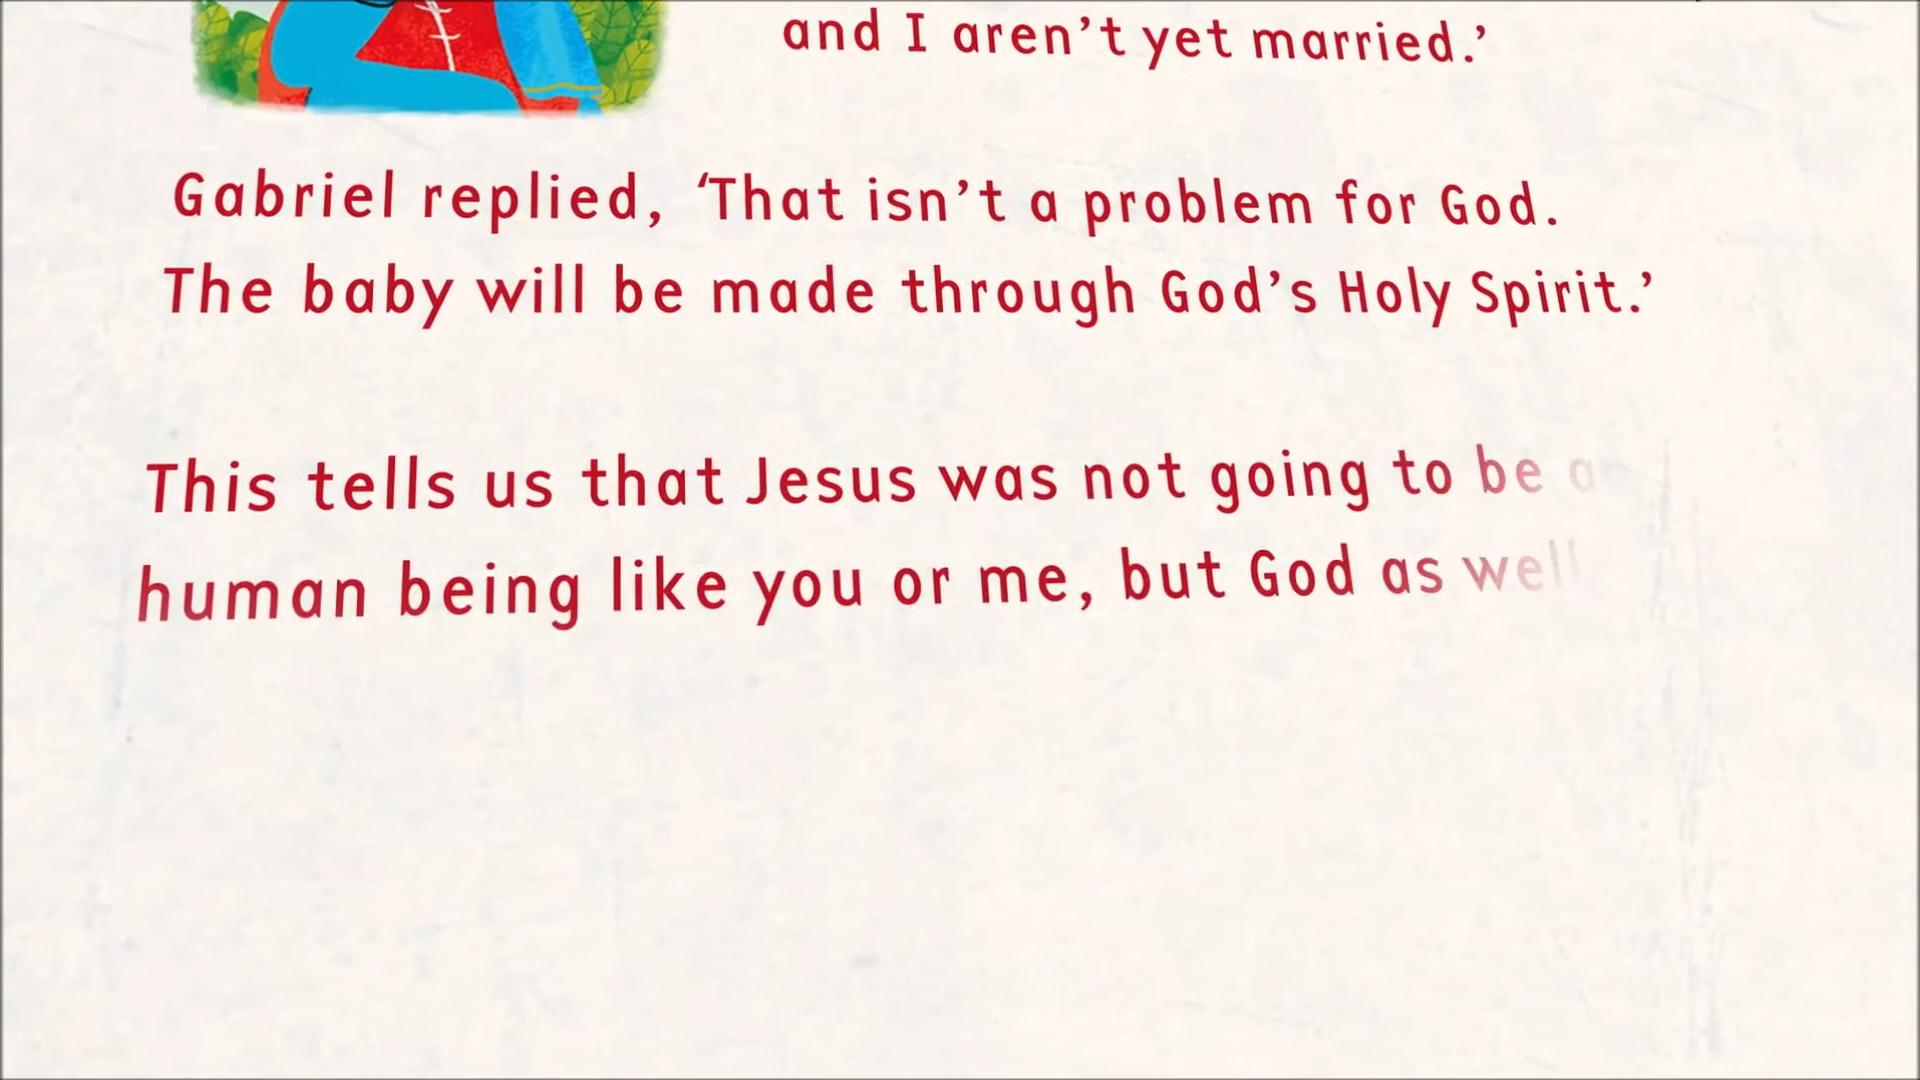 and I aren't yet married.'
Gabriel replied, 'That isn't a problem for God.
The baby will be made through God's Holy Spirit.'
This tells us that Jesus was not going to be
human being like you or me, but God as well